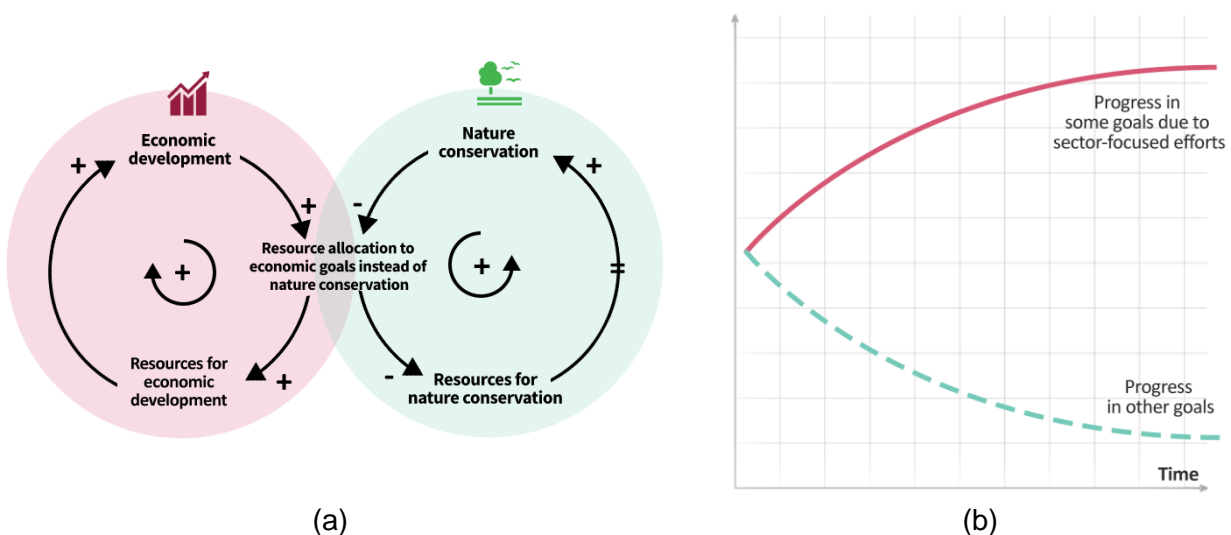 Economic
development
Nature
conservation
+
+
+
-
Resource allocation to
economic goals instead of
nature conservation
+
+
=
Resources for
economic
development
+
-
Resources for
nature conservation
(a)
Progress in
some goals due to
sector-focused efforts
Progress
in other goals
Time
(b)